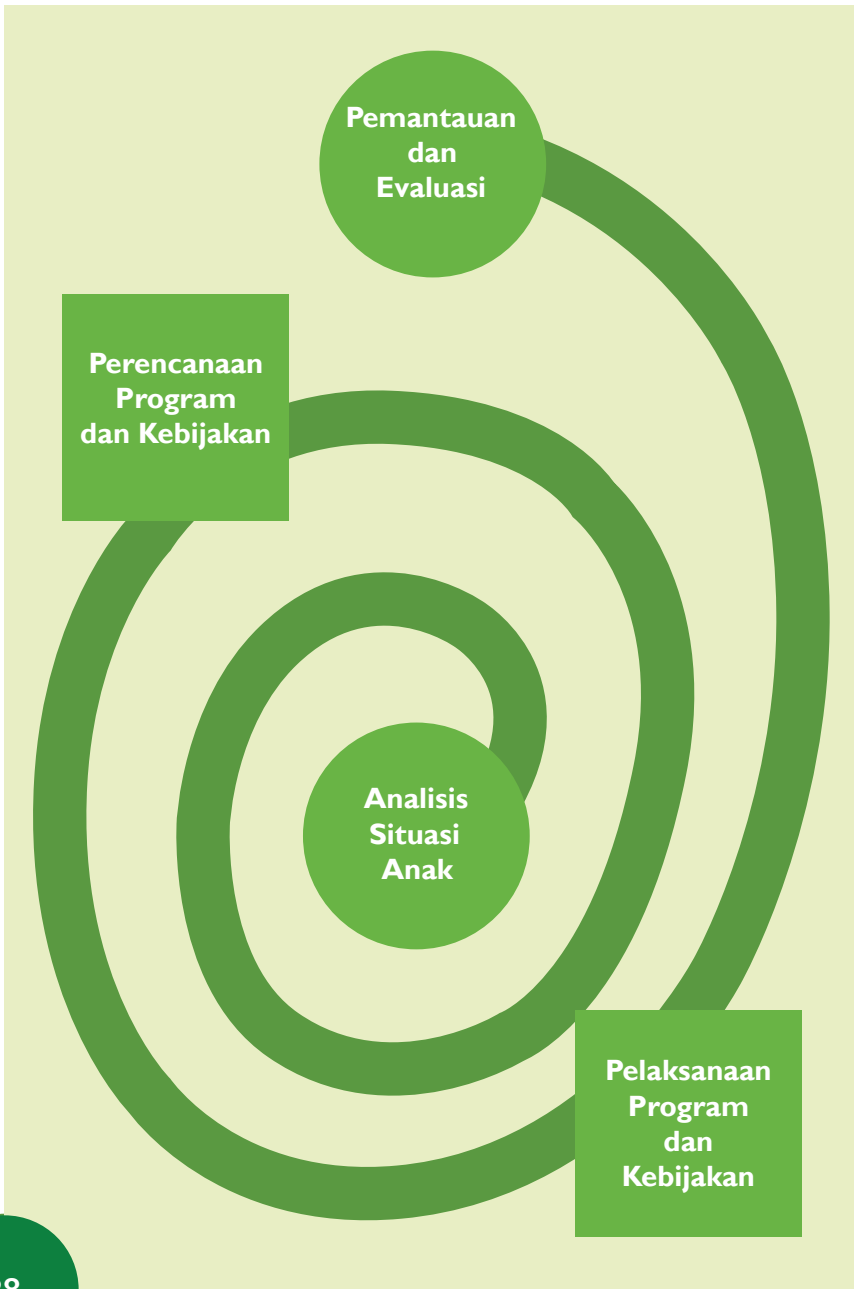 Pemantauan
dan
Evaluasi
Perencanaan
Program
dan Kebijakan
Analisis
Situasi
Anak
Pelaksanaan
Program
dan
Kebijakan